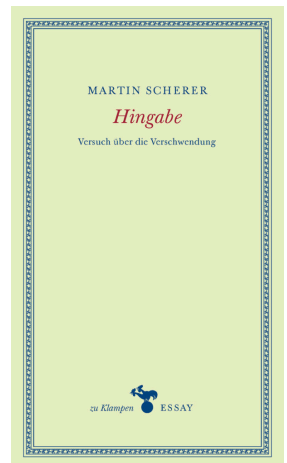 MARTIN SCHERER
Hingabe
Versuch über die Verschwendung
zu Klampen ESSAY